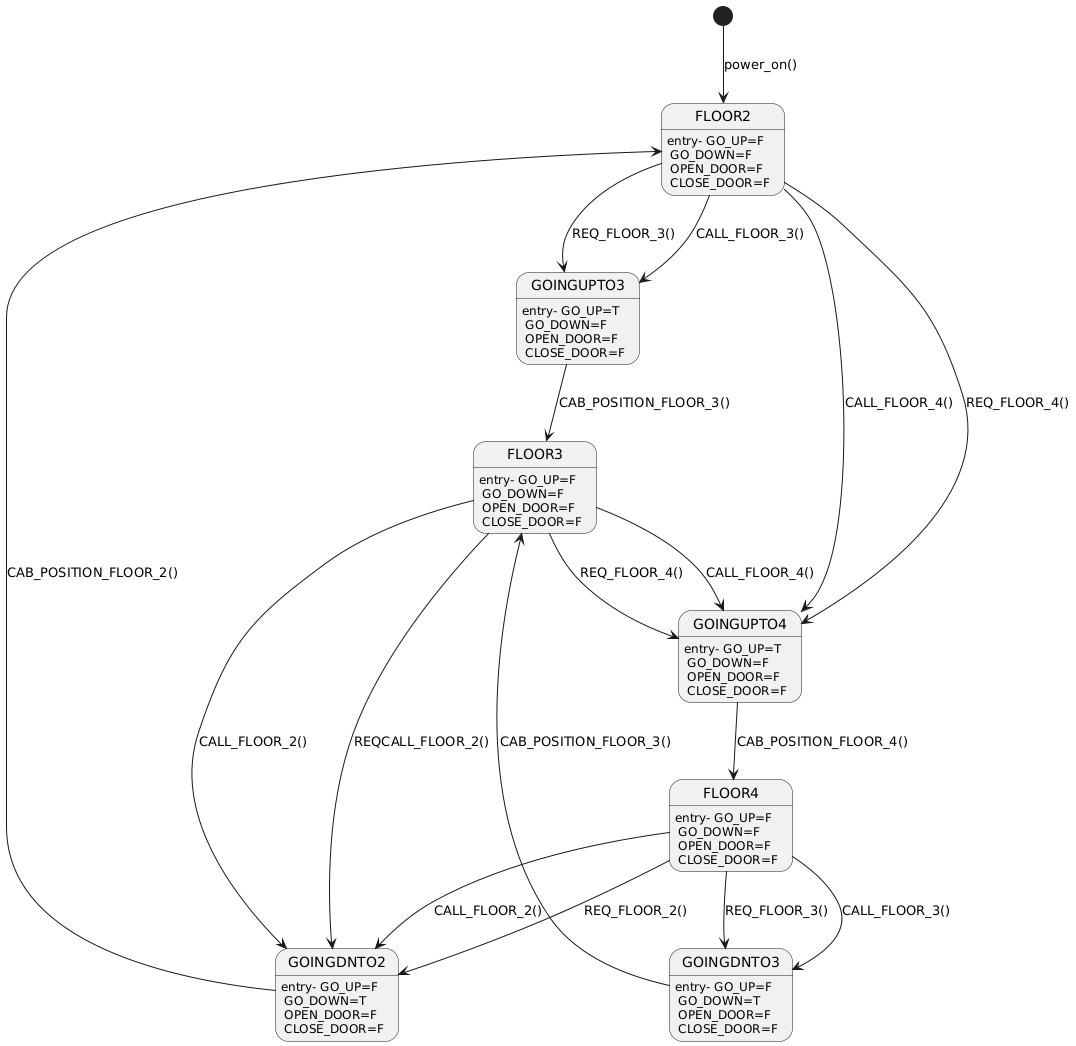 power_on()
FLOOR2
entry- GO_UP=F
GO_DOWN=F
OPEN_DOOR=F
CLOSE_DOOR=F
REQ_FLOOR_3()
CALL_FLOOR_3()
GOINGUPTO3
entry- GO_UP=T
GO_DOWN=F
OPEN_DOOR=F
CLOSE_DOOR=F
CAB_POSITION_FLOOR_3()
CALL_FLOOR_4()
REQ_FLOOR_4()
FLOOR3
entry- GO_UP=F
GO_DOWN=F
OPEN_DOOR=F
CLOSE_DOOR=F
CAB_POSITION_FLOOR_2()
REQ_FLOOR_4()
CALL_FLOOR_4()
GOINGUPTO4
entry- GO_UP=T
GO_DOWN=F
OPEN_DOOR=F
CLOSE_DOOR=F
CALL_FLOOR_2()
REQCALL_FLOOR_2()
CAB_POSITION_FLOOR_3()
CAB_POSITION_FLOOR_4()
FLOOR4
entry- GO_UP=F
GO_DOWN=F
OPEN_DOOR=F
CLOSE_DOOR=F
CALL_FLOOR_2()
REQ_FLOOR_2()
REQ_FLOOR_3()
CALL_FLOOR_3()
GOINGDNTO2
entry- GO_UP=F
GO_DOWN=T
OPEN_DOOR=F
CLOSE_DOOR=F
GOINGDNTO3
entry- GO_UP=F
GO_DOWN=T
OPEN_DOOR=F
CLOSE_DOOR=F